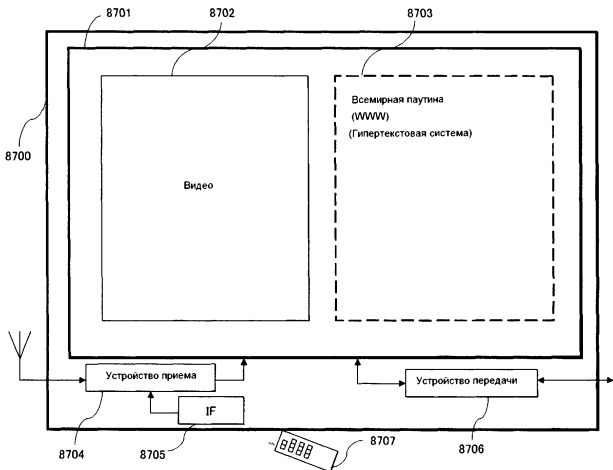 8701
8702
8703
8700
Всемирная паутина
(WWW)
(Гипертекстовая система)
Видео
Устройство приема
Устройство передачи
IF
8704
8705
8707
8706